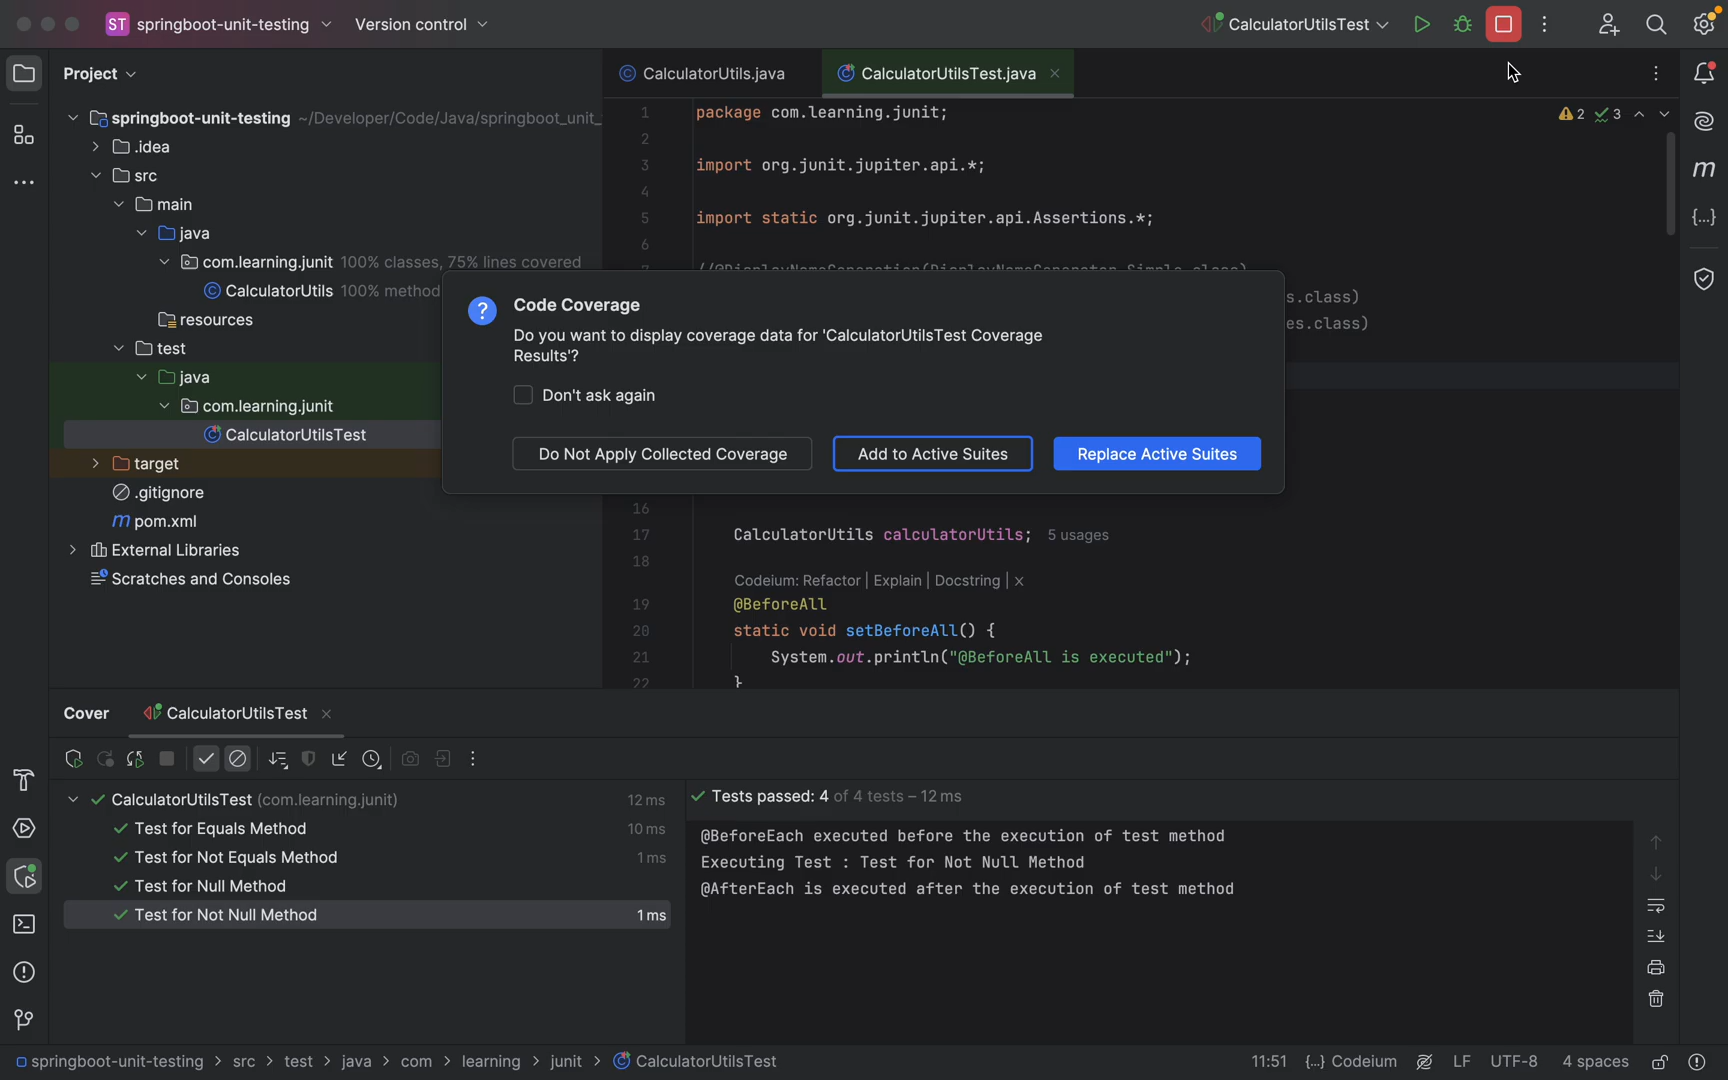 ST springboot-unit-testing Version control CalculatorUtilsTest
Project
springboot-unit-testing ~/Developer/Code/Java/springboot_unit_
.idea
src
main
java
com.learning.junit 100% classes, 75% lines covered
CalculatorUtils 100% method
resources
test
java
com.learning.junit
CalculatorUtilsTest
target
.gitignore
m pom.xml
External Libraries
Scratches and Consoles
CalculatorUtils.java CalculatorUtilsTest.java
2 3
1 package com.learning.junit;
2
3 import org.junit.jupiter.api.*;
4
5 import static org.junit.jupiter.api.Assertions.*;
6
s.class)
es.class)
Code Coverage
Do you want to display coverage data for 'CalculatorUtilsTest Coverage
Results'?
Don't ask again
Do Not Apply Collected Coverage Add to Active Suites Replace Active Suites
16
17 CalculatorUtils calculatorUtils; 5 usages
18
Codeium: Refactor | Explain | Docstring | ×
19 @BeforeAll
20 static void setBeforeAll() {
21 System.out.println("@BeforeAll is executed");
22 }
Cover CalculatorUtilsTest
CalculatorUtilsTest (com.learning.junit) 12 ms
Test for Equals Method 10 ms
Test for Not Equals Method 1 ms
Test for Null Method
Test for Not Null Method 1 ms
Tests passed: 4 of 4 tests – 12 ms
@BeforeEach executed before the execution of test method
Executing Test : Test for Not Null Method
@AfterEach is executed after the execution of test method
springboot-unit-testing > src > test > java > com > learning > junit > CalculatorUtilsTest
11:51 {...} Codeium LF UTF-8 4 spaces